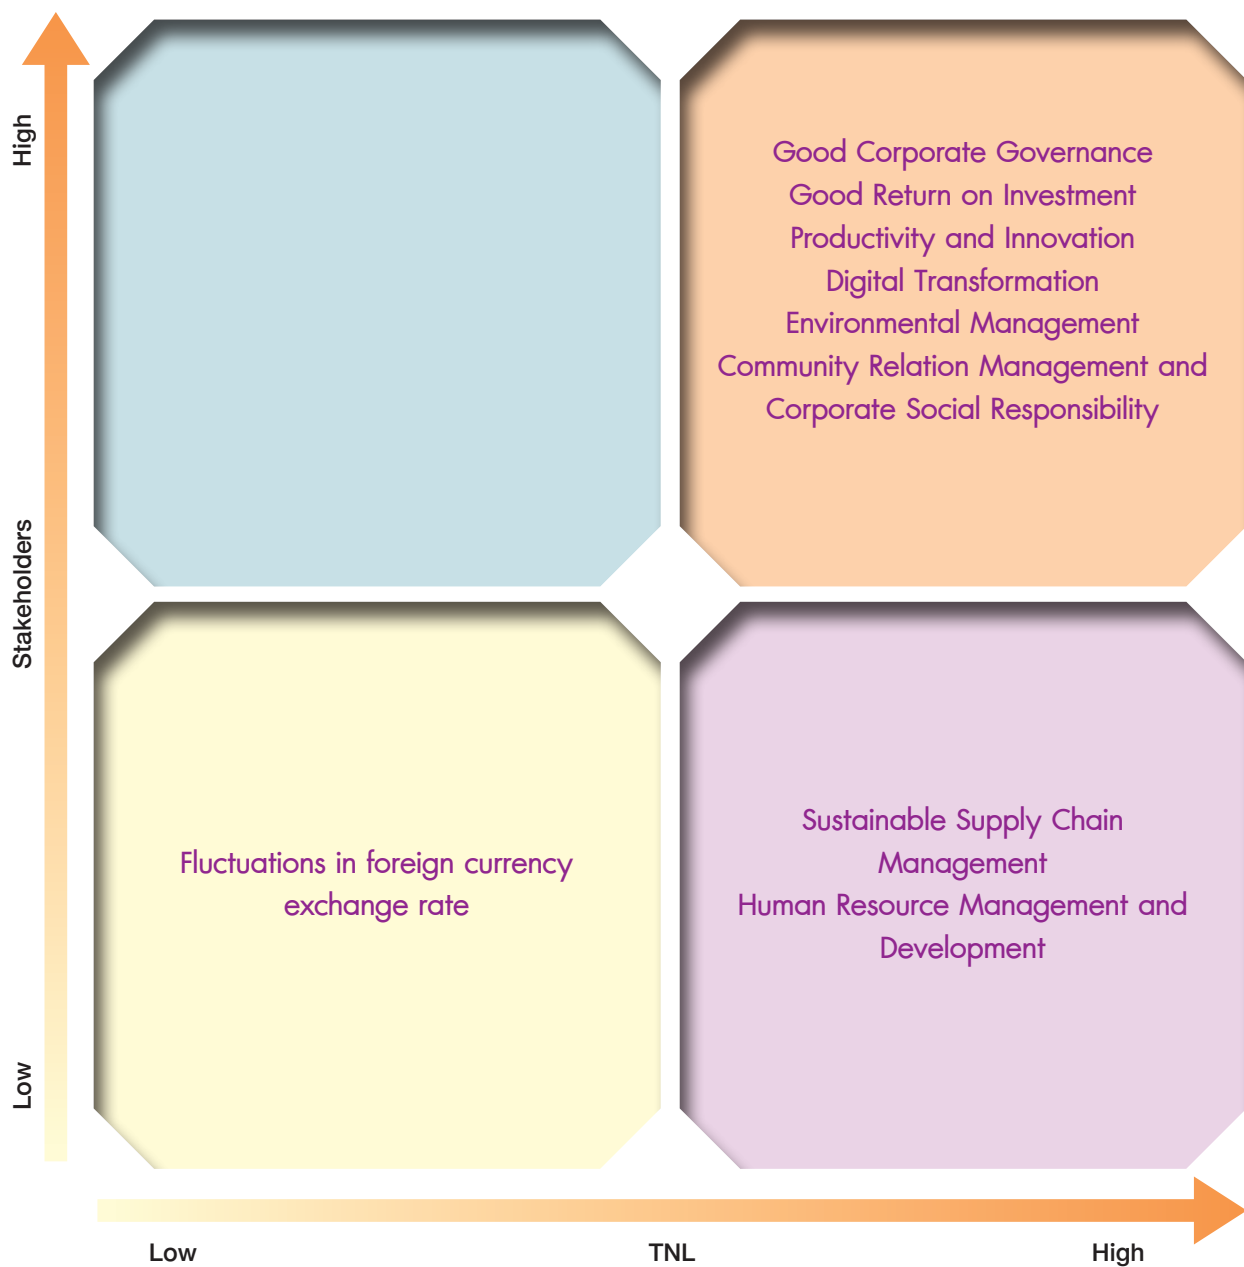 High
Stakeholders
Low
Good Corporate Governance
Good Return on Investment
Productivity and Innovation
Digital Transformation
Environmental Management
Community Relation Management and
Corporate Social Responsibility
Fluctuations in foreign currency
exchange rate
Sustainable Supply Chain
Management
Human Resource Management and
Development
Low
TNL
High